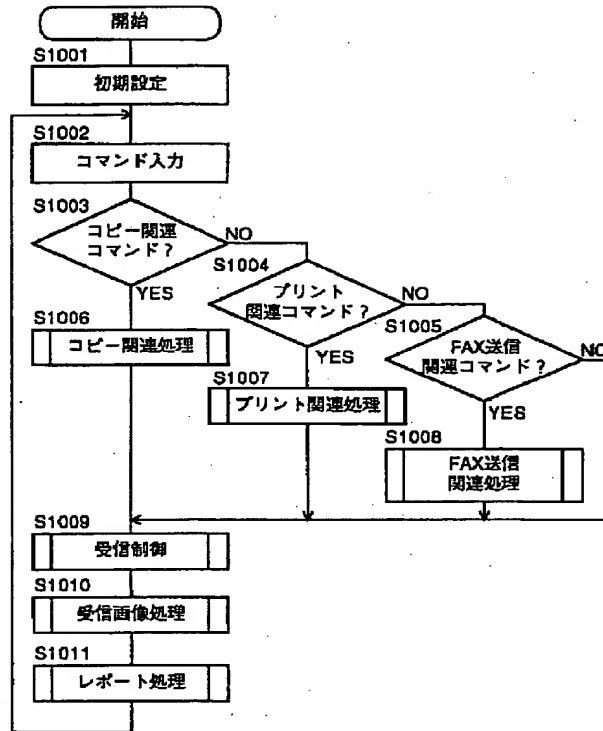 開始
S1001
初期設定
S1002
コマンド入力
S1003
コピー関連
コマンド？
NO
YES
S1004
プリント
関連コマンド？
NO
YES
S1005
FAX送信
関連コマンド？
NO
YES
S1006
コピー関連処理
S1007
プリント関連処理
S1008
FAX送信
関連処理
S1009
受信制御
S1010
受信画像処理
S1011
レポート処理